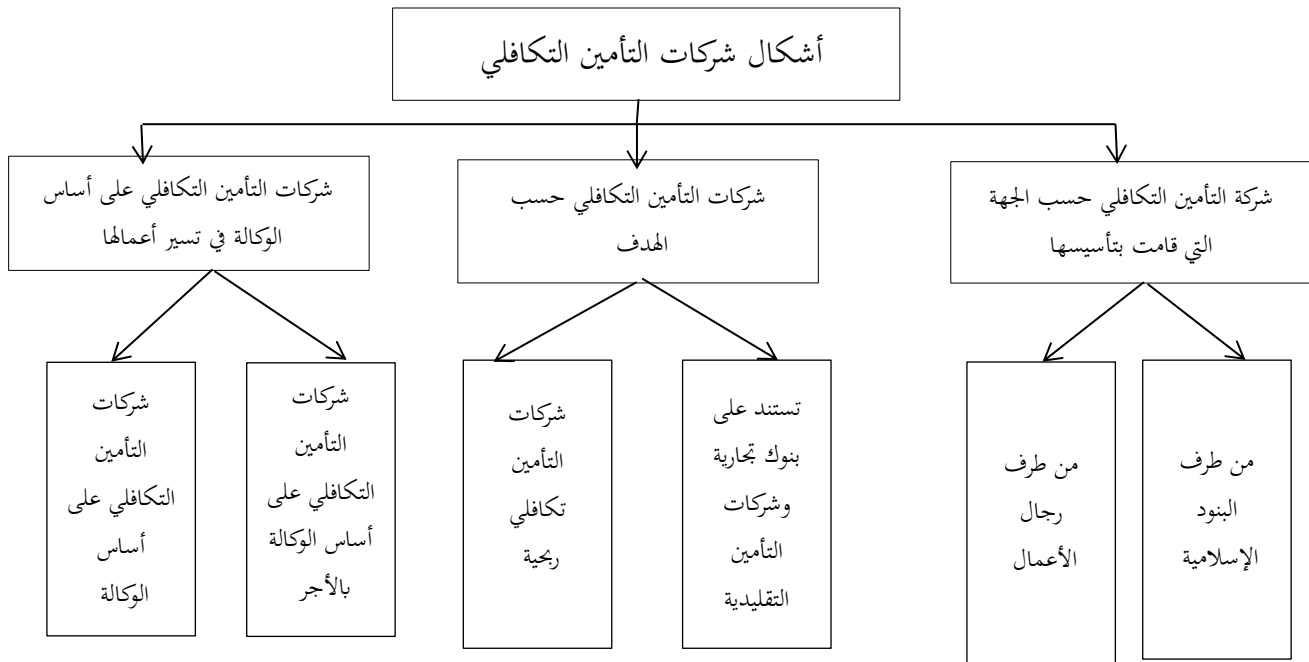 أشكال شركات التأمين التكافلي
شركة التأمين التكافلي حسب الجهة
التي قامت بتأسيسها
شركات التأمين التكافلي حسب
الهدف
شركات التأمين التكافلي على أساس
الوكالة في تسير أعمالها
من طرف
البنود
الإسلامية
من طرف
رجال
الأعمال
تستند على
بنوك تجارية
وشركات
التأمين
التقليدية
شركات
التأمين
تكافلي
ربحية
شركات
التأمين
التكافلي على
أساس الوكالة
بالأجر
شركات
التأمين
التكافلي على
أساس
الوكالة